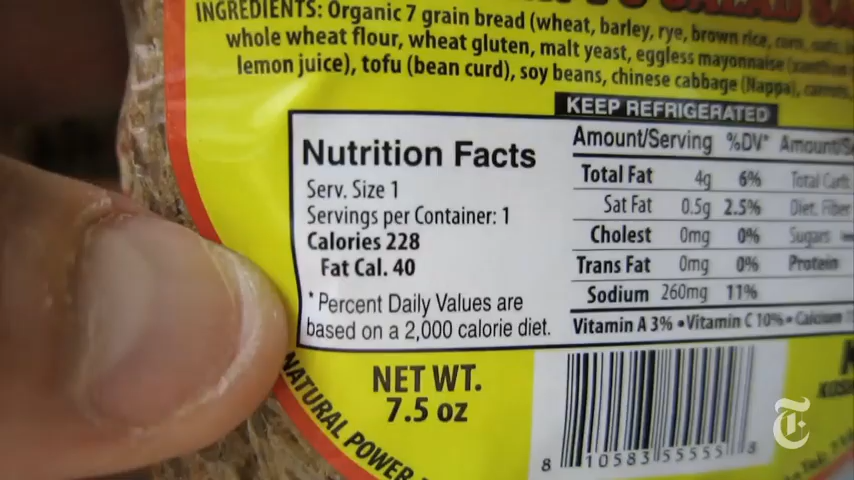 SALAD
INGREDIENTS: Organic 7 grain bread (wheat, barley, rye, brown rice, corn, oats,
whole wheat flour, wheat gluten, malt yeast, eggless mayonnaise (xanthan
lemon juice), tofu (bean curd), soy beans, chinese cabbage (Nappa), carrots,
KEEP REFRIGERATED
Nutrition Facts
Serv. Size 1
Servings per Container: 1
Calories 228
Fat Cal. 40
*Percent Daily Values are
based on a 2,000 calorie diet.
Amount/Serving %DV* Amount/Se
Total Fat 4g 6% Total Carb
Sat Fat 0.5g 2.5% Diet. Fiber
Cholest 0mg 0% Sugars
Trans Fat 0mg 0% Protein
Sodium 260mg 11%
Vitamin A 3% • Vitamin C 10% • Calcium
NET WT.
7.5 oz
NATURAL POWER
8 10583 55555 8
T